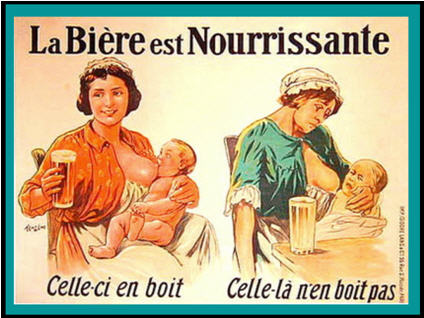 La Bière est Nourrissante
Celle-ci en boit
Celle-là n'en boit pas